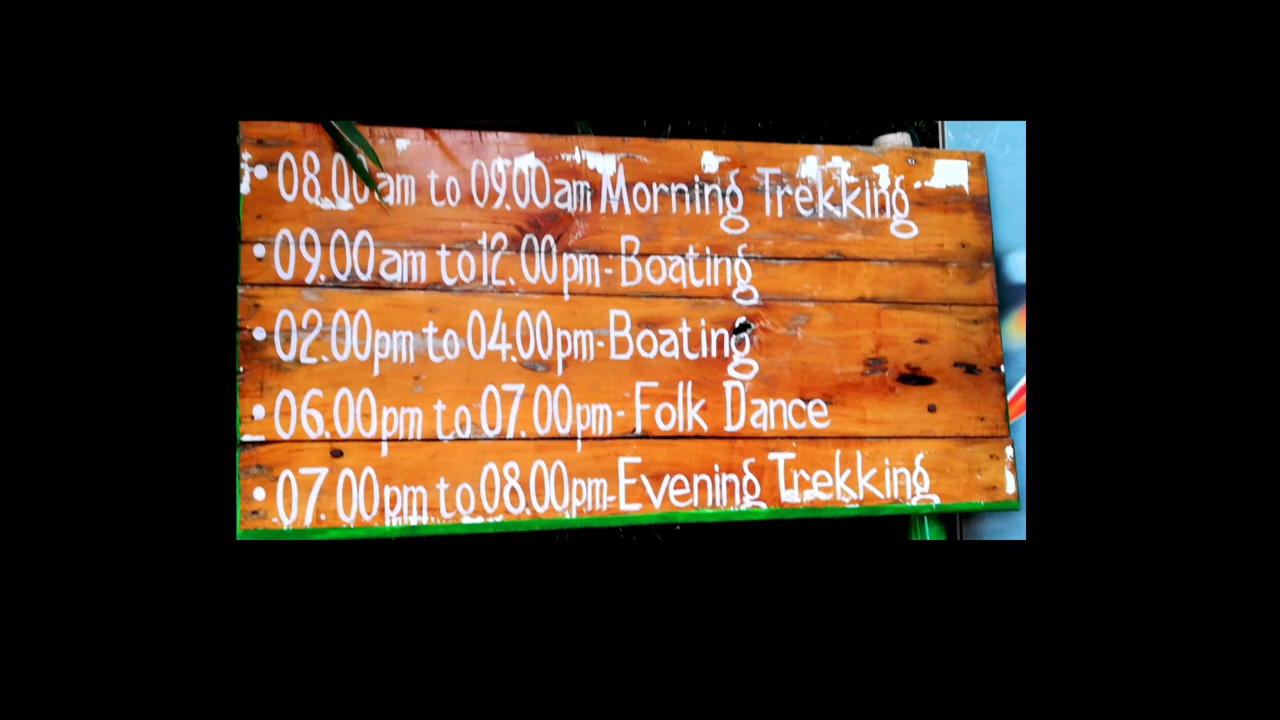 • 08.00am to 09.00am Morning Trekking
• 09.00am to 12.00pm-Boating
• 02.00pm to 04.00pm-Boating
• 06.00pm to 07.00pm-Folk Dance
• 07.00pm to 08.00pm-Evening Trekking